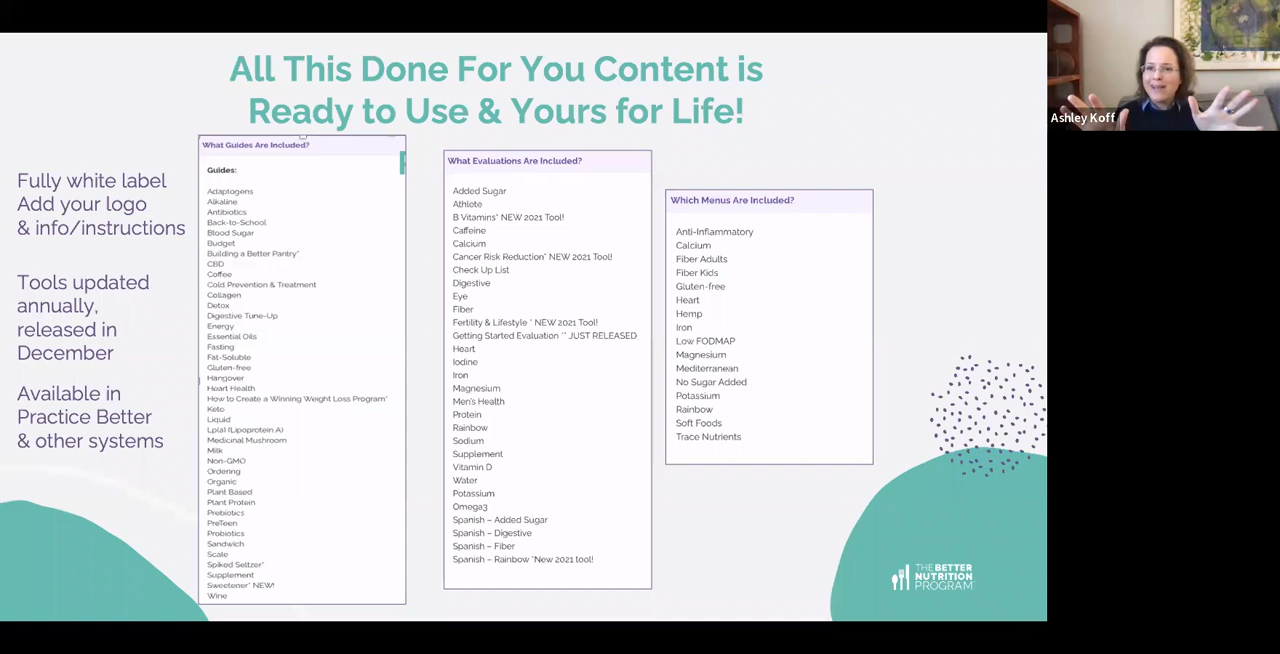 All This Done For You Content is
Ready to Use & Yours for Life!
Fully white label
Add your logo
& info/instructions
Tools updated
annually,
released in
December
Available in
Practice Better
& other systems
What Guides Are Included?
Guides:
Adaptogens
Alkaline
Antibiotics
Back-to-School
Blood Sugar
Budget
Building a Better Pantry*
CBD
Coffee
Cold Prevention & Treatment
Collagen
Detox
Digestive Tune-Up
Energy
Essential Oils
Fasting
Fat-Soluble
Gluten-free
Hangover
Heart Health
How to Create a Winning Weight Loss Program*
Keto
Liquid
Lp(a) (Lipoprotein A)
Medicinal Mushroom
Milk
Non-GMO
Ordering
Organic
Plant Based
Plant Protein
Prebiotics
PreTeen
Probiotics
Sandwich
Scale
Spiked Seltzer*
Supplement
Sweetener* NEW!
Wine
What Evaluations Are Included?
Added Sugar
Athlete
B Vitamins* NEW 2021 Tool!
Caffeine
Calcium
Cancer Risk Reduction* NEW 2021 Tool!
Check Up List
Digestive
Eye
Fiber
Fertility & Lifestyle * NEW 2021 Tool!
Getting Started Evaluation ** JUST RELEASED
Heart
Iodine
Iron
Magnesium
Men's Health
Protein
Rainbow
Sodium
Supplement
Vitamin D
Water
Potassium
Omega3
Spanish – Added Sugar
Spanish – Digestive
Spanish – Fiber
Spanish – Rainbow *New 2021 tool!
Which Menus Are Included?
Anti-Inflammatory
Calcium
Fiber Adults
Fiber Kids
Gluten-free
Heart
Hemp
Iron
Low FODMAP
Magnesium
Mediterranean
No Sugar Added
Potassium
Rainbow
Soft Foods
Trace Nutrients
THE BETTER
NUTRITION
PROGRAM
Ashley Koff